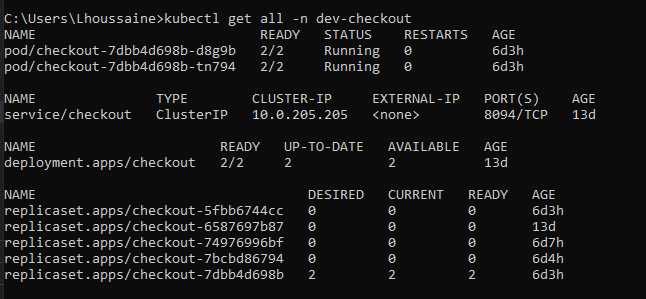 C:\Users\Lhoussaine>kubectl get all -n dev-checkout
NAME READY STATUS RESTARTS AGE
pod/checkout-7dbb4d698b-d8g9b 2/2 Running 0 6d3h
pod/checkout-7dbb4d698b-tn794 2/2 Running 0 6d3h
NAME TYPE CLUSTER-IP EXTERNAL-IP PORT(S) AGE
service/checkout ClusterIP 10.0.205.205 <none> 8094/TCP 13d
NAME READY UP-TO-DATE AVAILABLE AGE
deployment.apps/checkout 2/2 2 2 13d
NAME DESIRED CURRENT READY AGE
replicaset.apps/checkout-5fbb6744cc 0 0 0 6d3h
replicaset.apps/checkout-6587697b87 0 0 0 13d
replicaset.apps/checkout-74976996bf 0 0 0 6d7h
replicaset.apps/checkout-7bcbd86794 0 0 0 6d4h
replicaset.apps/checkout-7dbb4d698b 2 2 2 6d3h